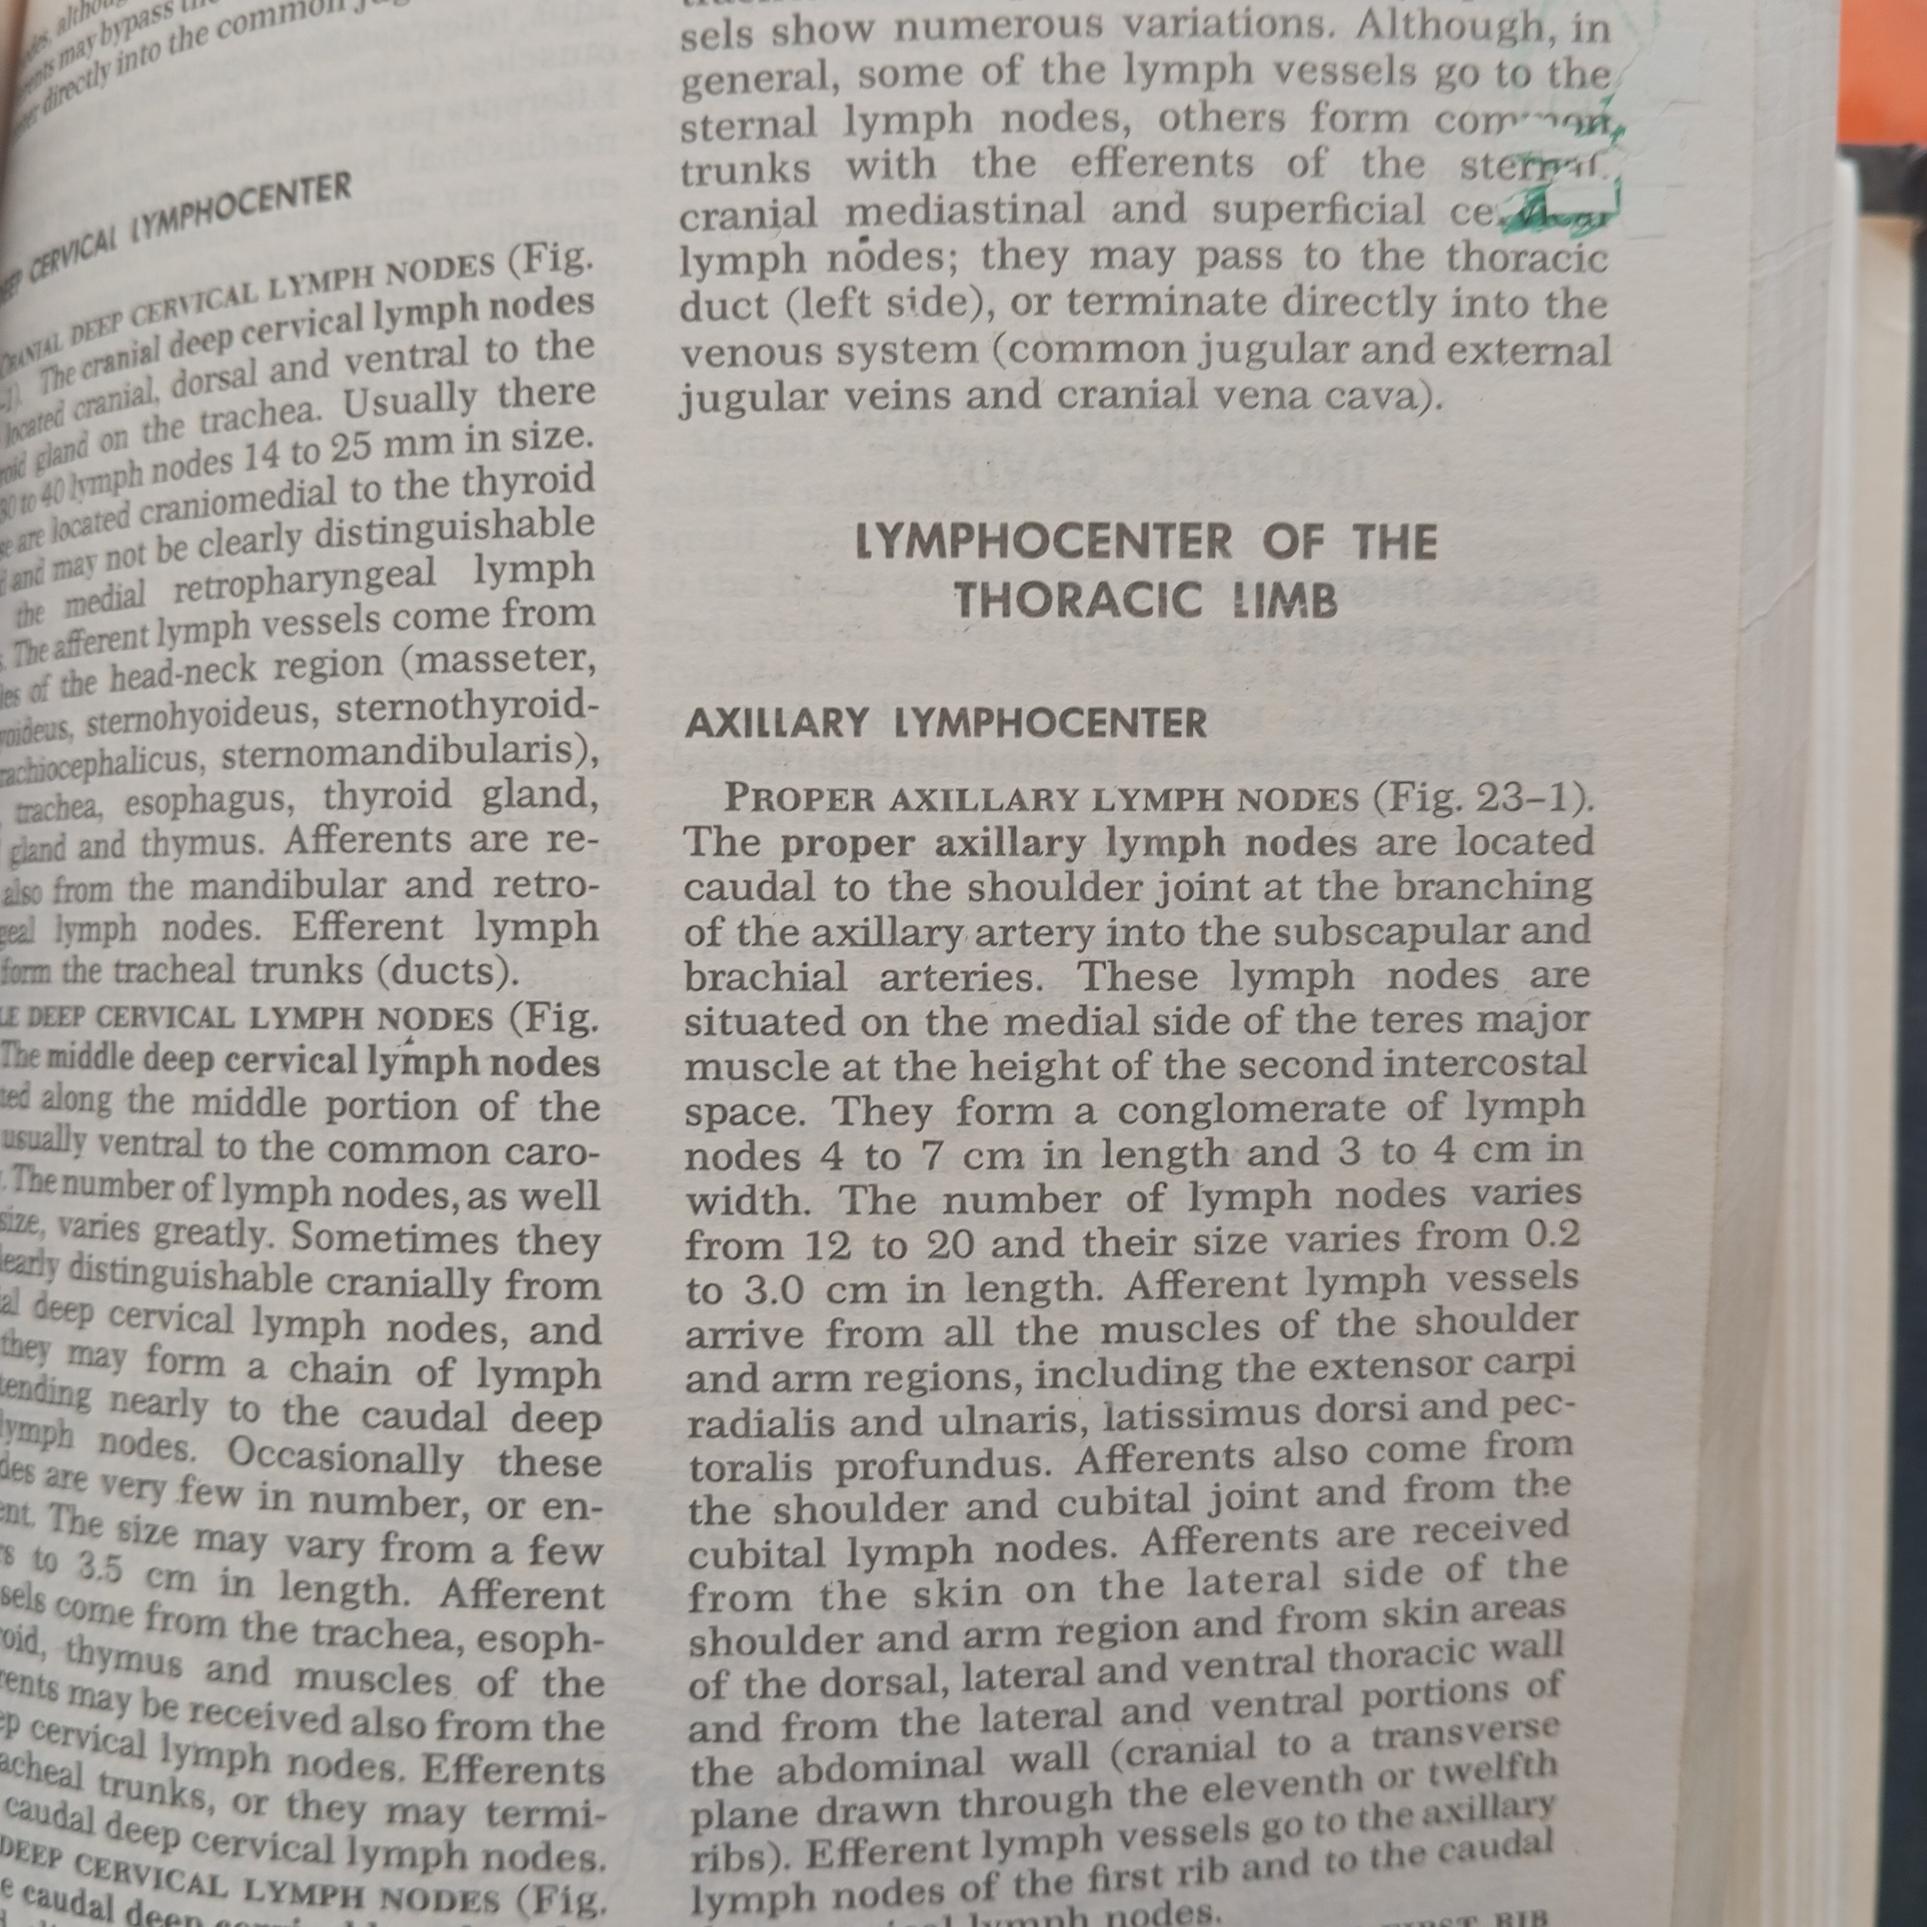 may bypass
directly into the common
CERVICAL LYMPHOCENTER
DEEP CERVICAL LYMPH NODES (Fig.
The cranial deep cervical lymph nodes
located cranial, dorsal and ventral to the
gland on the trachea. Usually there
30 to 40 lymph nodes 14 to 25 mm in size.
are located craniomedial to the thyroid
and may not be clearly distinguishable
the medial retropharyngeal lymph
The afferent lymph vessels come from
of the head-neck region (masseter,
sternohyoideus, sternothyroid-
sternomandibularis),
trachea, esophagus, thyroid gland,
gland and thymus. Afferents are re-
also from the mandibular and retro-
lymph nodes. Efferent lymph
form the tracheal trunks (ducts).
DEEP CERVICAL LYMPH NODES (Fig.
The middle deep cervical lymph nodes
along the middle portion of the
usually ventral to the common caro-
The number of lymph nodes, as well
size, varies greatly. Sometimes they
distinguishable cranially from
deep cervical lymph nodes, and
they may form a chain of lymph
nearly to the caudal deep
nodes. Occasionally these
are very few in number, or en-
The size may vary from a few
to 3.5 cm in length. Afferent
come from the trachea, esoph-
thymus and muscles of the
may be received also from the
cervical lymph nodes. Efferents
trunks, or they may termi-
caudal deep cervical lymph nodes.
DEEP CERVICAL LYMPH NODES (Fig.
caudal deep
sels show numerous variations. Although, in
general, some of the lymph vessels go to the
sternal lymph nodes, others form
trunks with the efferents of the
cranial mediastinal and superficial
lymph nodes; they may pass to the thoracic
duct (left side), or terminate directly into the
venous system (common jugular and external
jugular veins and cranial vena cava).
LYMPHOCENTER OF THE
THORACIC LIMB
AXILLARY LYMPHOCENTER
PROPER AXILLARY LYMPH NODES (Fig. 23–1).
The proper axillary lymph nodes are located
caudal to the shoulder joint at the branching
of the axillary artery into the subscapular and
brachial arteries. These lymph nodes are
situated on the medial side of the teres major
muscle at the height of the second intercostal
space. They form a conglomerate of lymph
nodes 4 to 7 cm in length and 3 to 4 cm in
width. The number of lymph nodes varies
from 12 to 20 and their size varies from 0.2
to 3.0 cm in length. Afferent lymph vessels
arrive from all the muscles of the shoulder
and arm regions, including the extensor carpi
radialis and ulnaris, latissimus dorsi and pec-
toralis profundus. Afferents also come from
the shoulder and cubital joint and from the
cubital lymph nodes. Afferents are received
from the skin on the lateral side of the
shoulder and arm region and from skin areas
of the dorsal, lateral and ventral thoracic wall
and from the lateral and ventral portions of
the abdominal wall (cranial to a transverse
plane drawn through the eleventh or twelfth
ribs). Efferent lymph vessels go to the axillary
lymph nodes of the first rib and to the caudal
lymph nodes.
RIB